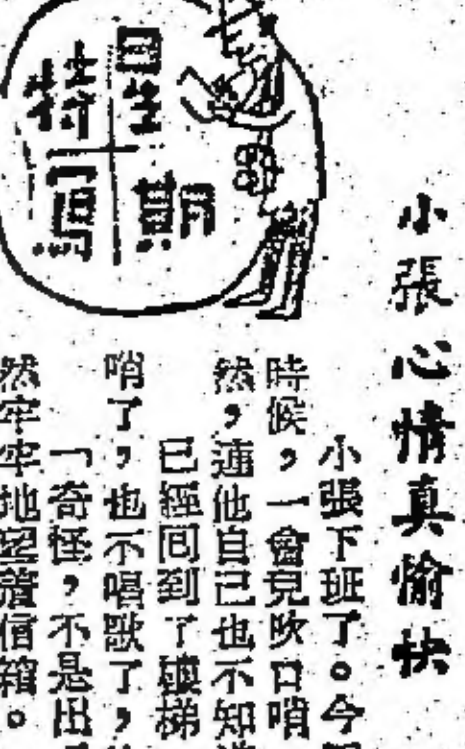 小張心情真愉快
星期
特寫
小張下班了。今
時候，一會兒吹口哨
然，連他自己也不知
已經回到了樓梯
哨了，也不唱歌了，
「奇怪，不是出
然牢牢地望着信箱。